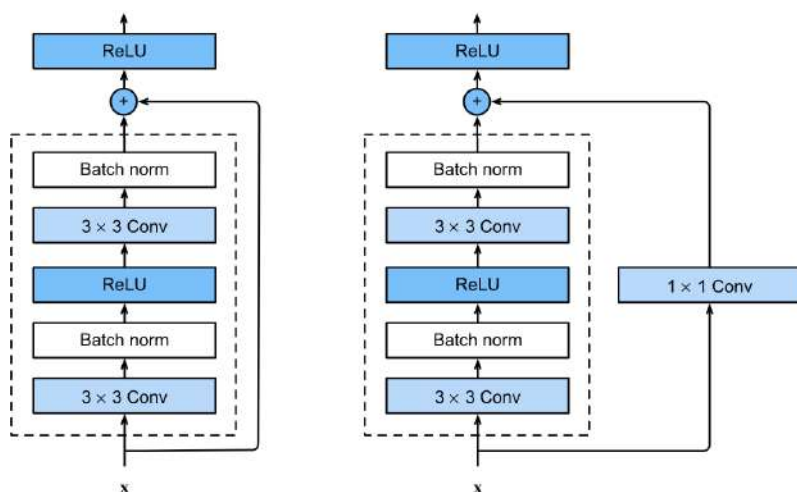 ReLU
+
Batch norm
3 × 3 Conv
ReLU
Batch norm
3 × 3 Conv
x
ReLU
+
Batch norm
3 × 3 Conv
ReLU
1 × 1 Conv
Batch norm
3 × 3 Conv
x